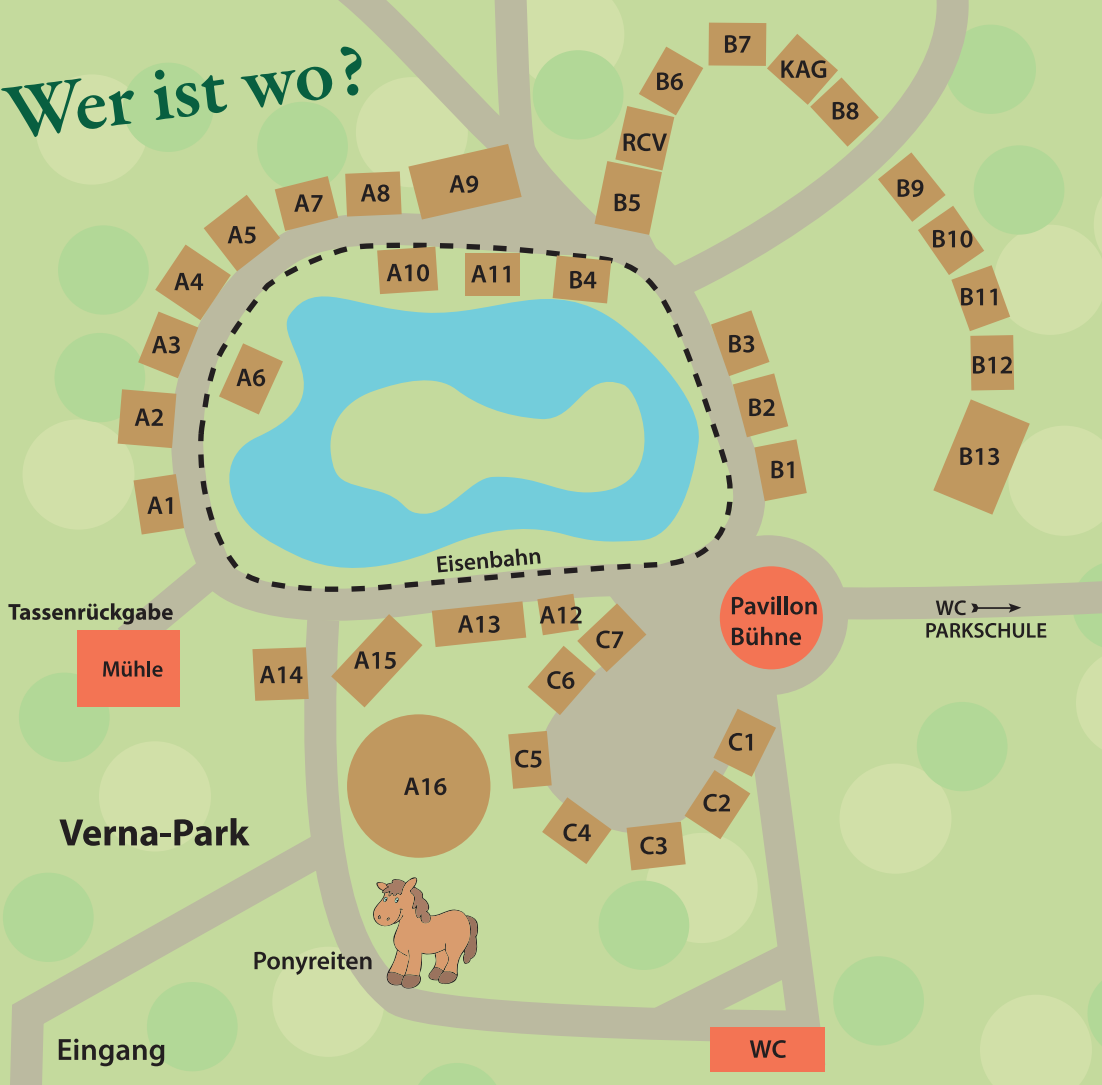 Wer ist wo?
B7
KAG
B6
B8
RCV
A9
A8
A7
B5
B9
A5
B10
A4
A10
A11
B4
B11
A3
B3
B12
A6
B2
A2
B13
B1
A1
Eisenbahn
Tassenrückgabe
Mühle
A12
A13
C7
Pavillon
Bühne
WC
PARKSCHULE
A14
A15
C6
C5
C1
A16
C2
C4
C3
Verna-Park
Ponyreiten
Eingang
WC